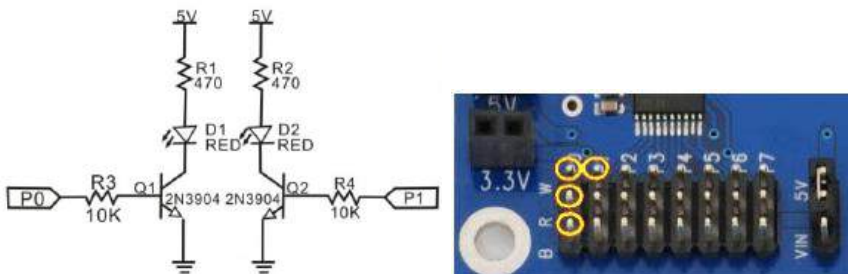 5V 5V
R1 R2
470 470
D1 D2
RED RED
P0 R3 Q1 2N3904 2N3904 Q2 R4 P1
10K 10K
5V
3.3V
P2 P3 P4 P5 P6 P7
W
R
B
5V
VIN